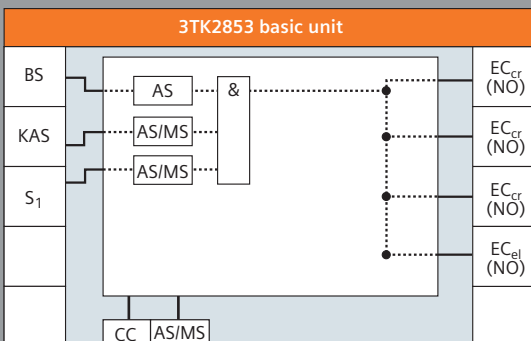 3TK2853 basic unit
BS
AS
&
ECcr
(NO)
KAS
AS/MS
ECcr
(NO)
AS/MS
S1
ECcr
(NO)
ECel
(NO)
CC
AS/MS